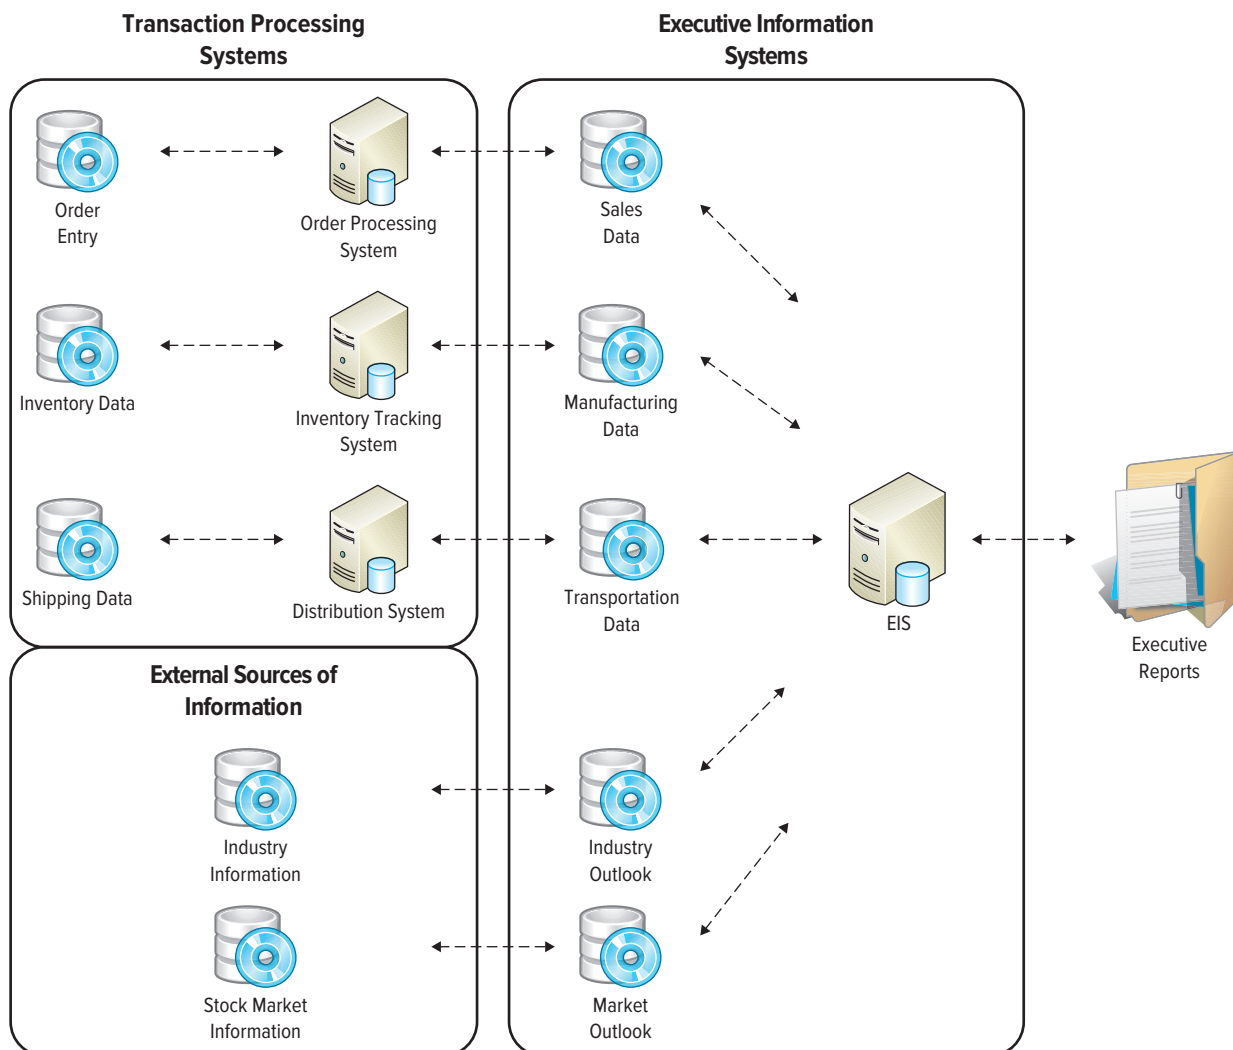 Transaction Processing
Systems
Executive Information
Systems
Order
Entry
Order Processing
System
Sales
Data
Inventory Data
Inventory Tracking
System
Manufacturing
Data
Shipping Data
Distribution System
Transportation
Data
EIS
Executive
Reports
External Sources of
Information
Industry
Information
Industry
Outlook
Stock Market
Information
Market
Outlook